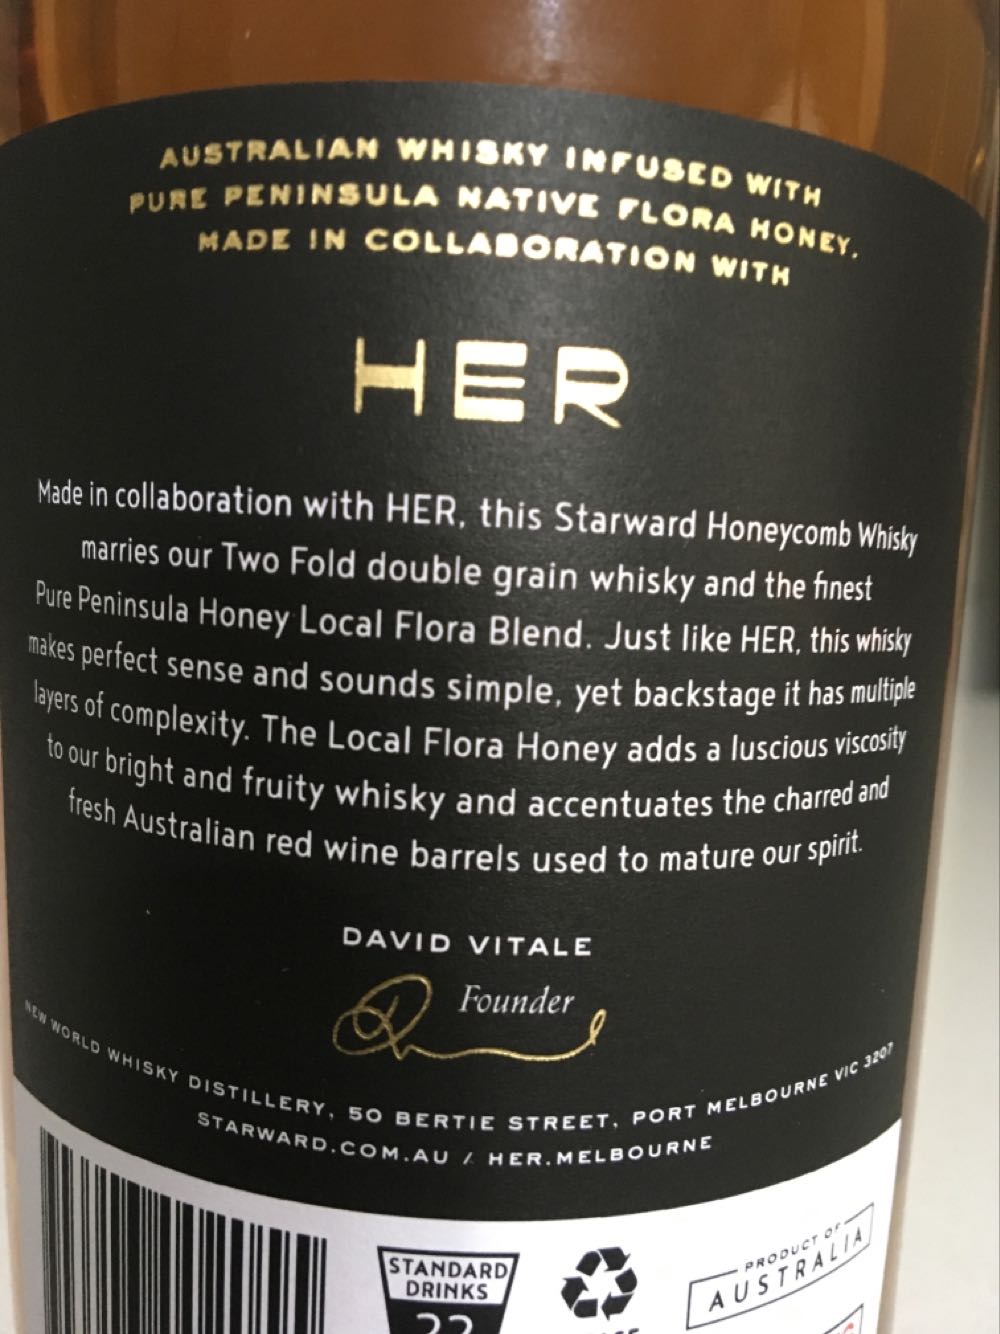 AUSTRALIAN WHISKY INFUSED WITH
PURE PENINSULA NATIVE FLORA HONEY.
MADE IN COLLABORATION WITH
HER
Made in collaboration with HER, this Starward Honeycomb Whisky
marries our Two Fold double grain whisky and the finest
Pure Peninsula Honey Local Flora Blend. Just like HER, this whisky
makes perfect sense and sounds simple, yet backstage it has multiple
layers of complexity. The Local Flora Honey adds a luscious viscosity
to our bright and fruity whisky and accentuates the charred and
fresh Australian red wine barrels used to mature our spirit.
DAVID VITALE
Founder
NEW WORLD WHISKY DISTILLERY, 50 BERTIE STREET, PORT MELBOURNE VIC 3207
STARWARD.COM.AU / HER.MELBOURNE
STANDARD
DRINKS
22
PRODUCT OF
AUSTRALIA